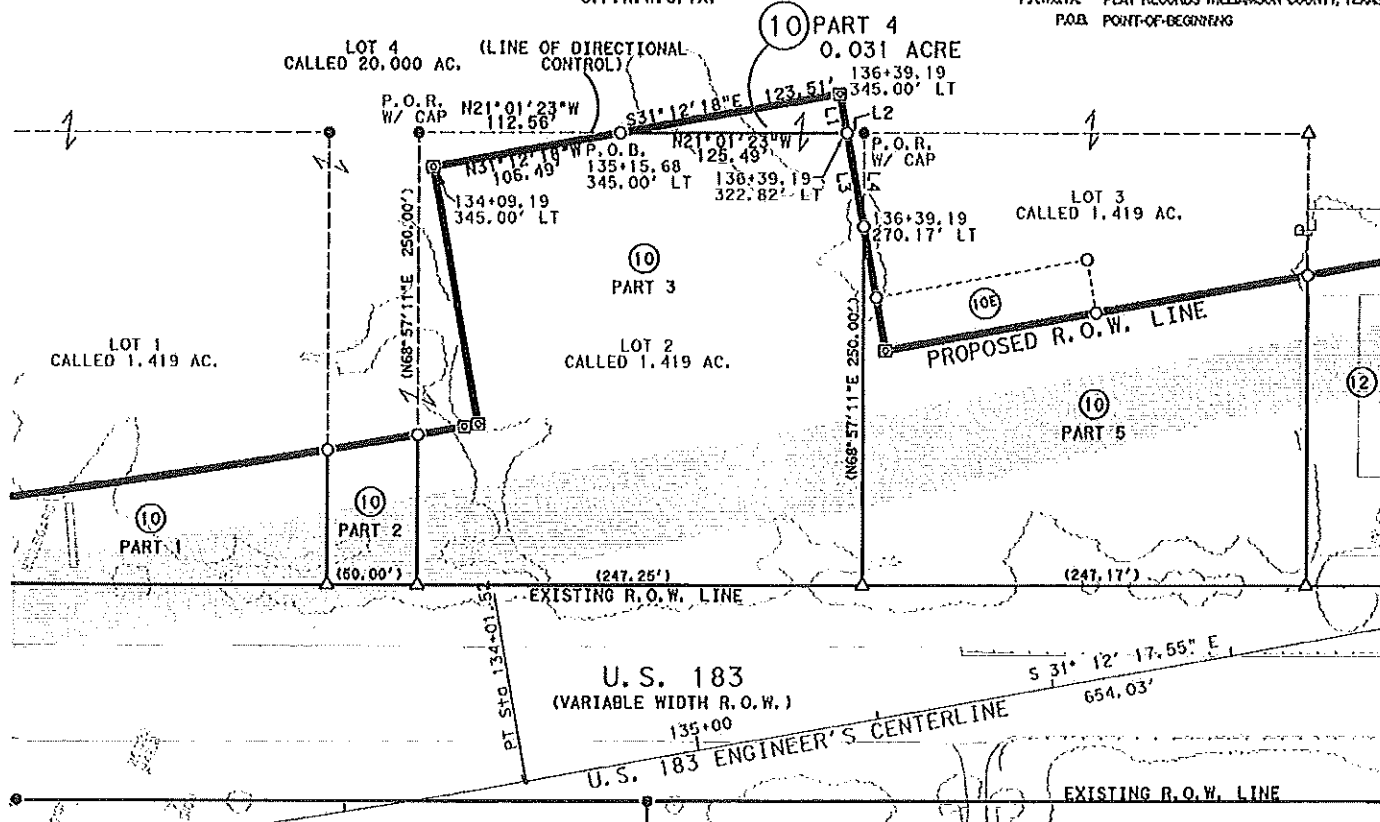 P.O.B. POINT-OF-BEGINNING
10 PART 4
0.031 ACRE
LOT 4
CALLED 20.000 AC.
(LINE OF DIRECTIONAL
CONTROL)
136+39.19
345.00' LT
P.O.R.
W/ CAP
N21°01'23"W
112.56'
S31°12'18"E 123.51'
L1
L2
N31°12'18"W
106.49'
P.O.B.
135+15.68
345.00' LT
N21°01'23"W
125.49'
136+39.19
322.82' LT
L3
L4
P.O.R.
W/ CAP
134+09.19
345.00' LT
136+39.19
270.17' LT
LOT 3
CALLED 1.419 AC.
(N68°57'11"E 250.00')
10
PART 3
10E
PROPOSED R.O.W. LINE
LOT 1
CALLED 1.419 AC.
LOT 2
CALLED 1.419 AC.
(N68°57'11"E 250.00')
12
10
PART 5
10
PART 1
10
PART 2
(50.00')
(247.25')
(247.17')
EXISTING R.O.W. LINE
PT Sta 134+01.52
U.S. 183
(VARIABLE WIDTH R.O.W.)
S 31° 12' 17.55" E
654.03'
135+00
U.S. 183 ENGINEER'S CENTERLINE
EXISTING R.O.W. LINE